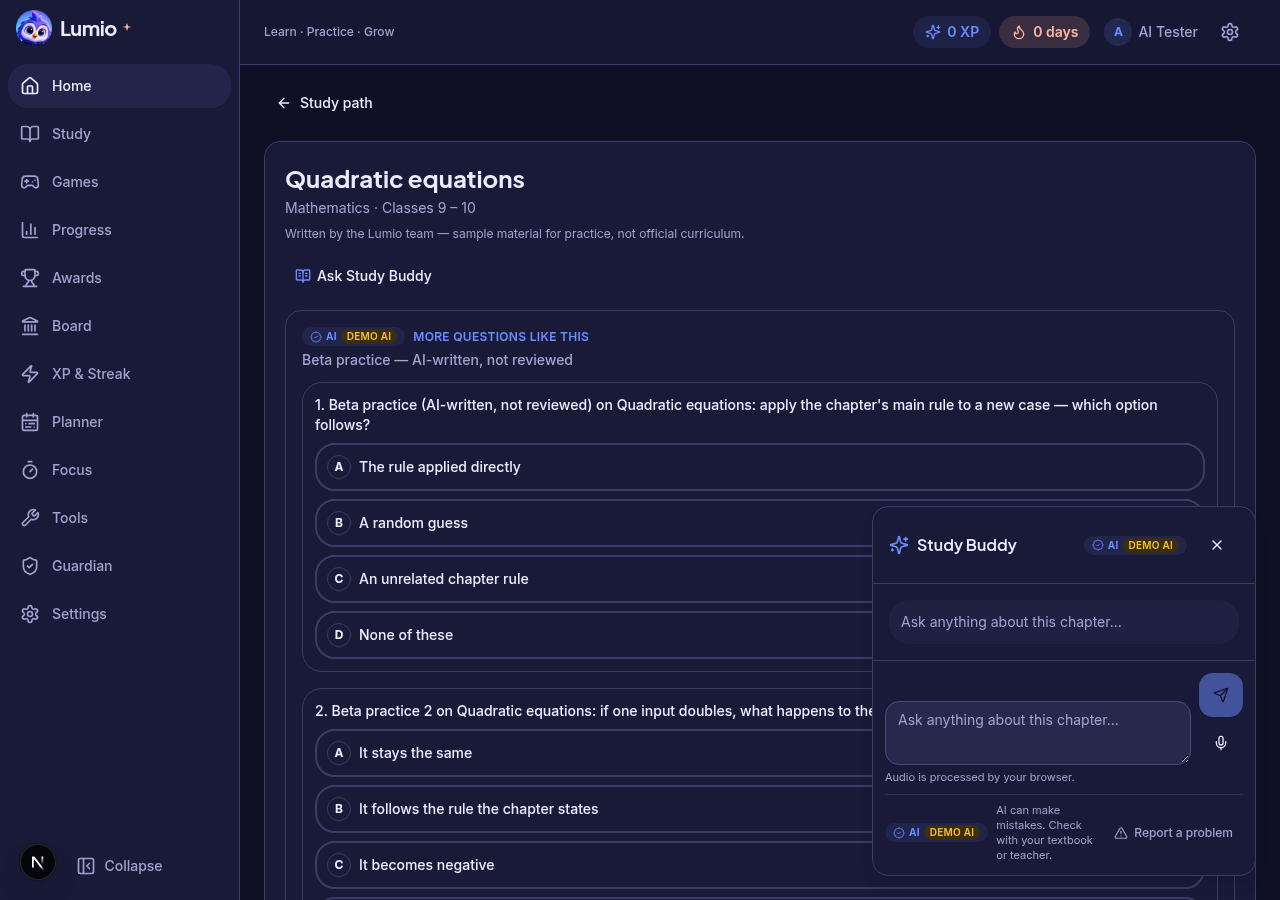 Lumio
Learn · Practice · Grow
0 XP
0 days
A
AI Tester
Home
Study
Games
Progress
Awards
Board
XP & Streak
Planner
Focus
Tools
Guardian
Settings
N
Collapse
Study path
Quadratic equations
Mathematics · Classes 9 – 10
Written by the Lumio team — sample material for practice, not official curriculum.
Ask Study Buddy
AI DEMO AI MORE QUESTIONS LIKE THIS
Beta practice — AI-written, not reviewed
1. Beta practice (AI-written, not reviewed) on Quadratic equations: apply the chapter's main rule to a new case — which option
follows?
A The rule applied directly
B A random guess
C An unrelated chapter rule
D None of these
2. Beta practice 2 on Quadratic equations: if one input doubles, what happens to the
A It stays the same
B It follows the rule the chapter states
C It becomes negative
Study Buddy
AI DEMO AI
Ask anything about this chapter...
Ask anything about this chapter...
Audio is processed by your browser.
AI DEMO AI
AI can make
mistakes. Check
with your textbook
or teacher.
Report a problem